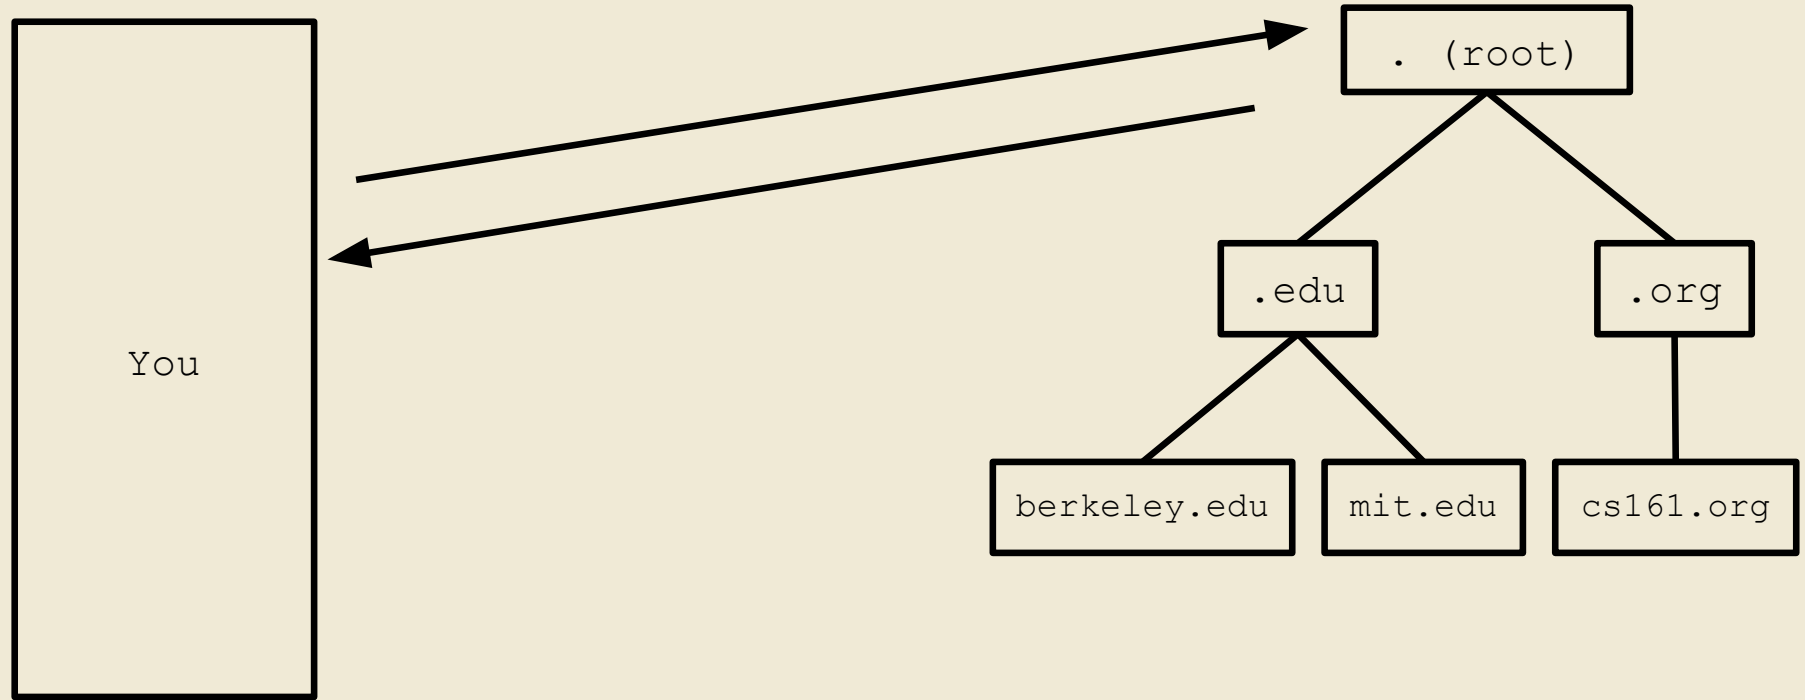 You
. (root)
.edu
.org
berkeley.edu
mit.edu
cs161.org